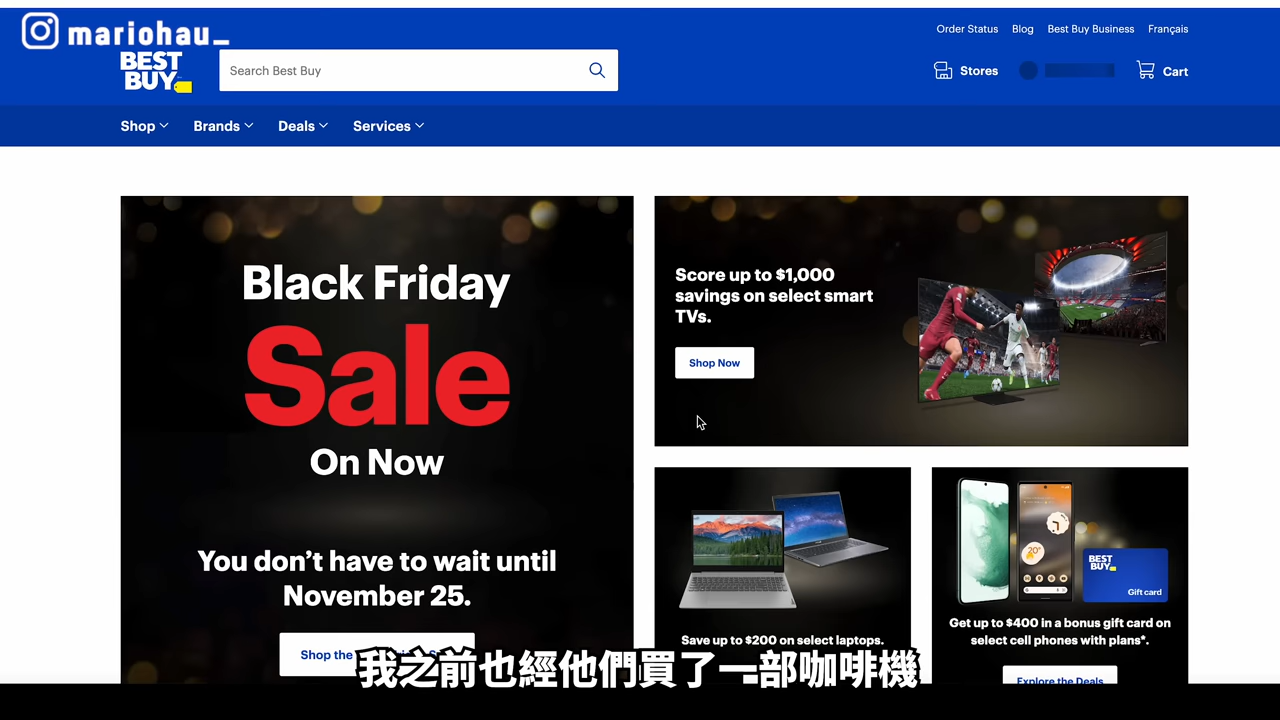 mariohau_
Order Status Blog Best Buy Business Français
BEST
BUY
Search Best Buy
Stores
Cart
Shop Brands Deals Services
Black Friday
Sale
On Now
You don't have to wait until
November 25.
Shop the
Score up to $1,000
savings on select smart
TVs.
Shop Now
Save up to $200 on select laptops.
20°
BEST
BUY
Gift card
Get up to $400 in a bonus gift card on
select cell phones with plans*.
Explore the Deals
我之前也經他們買了一部咖啡機